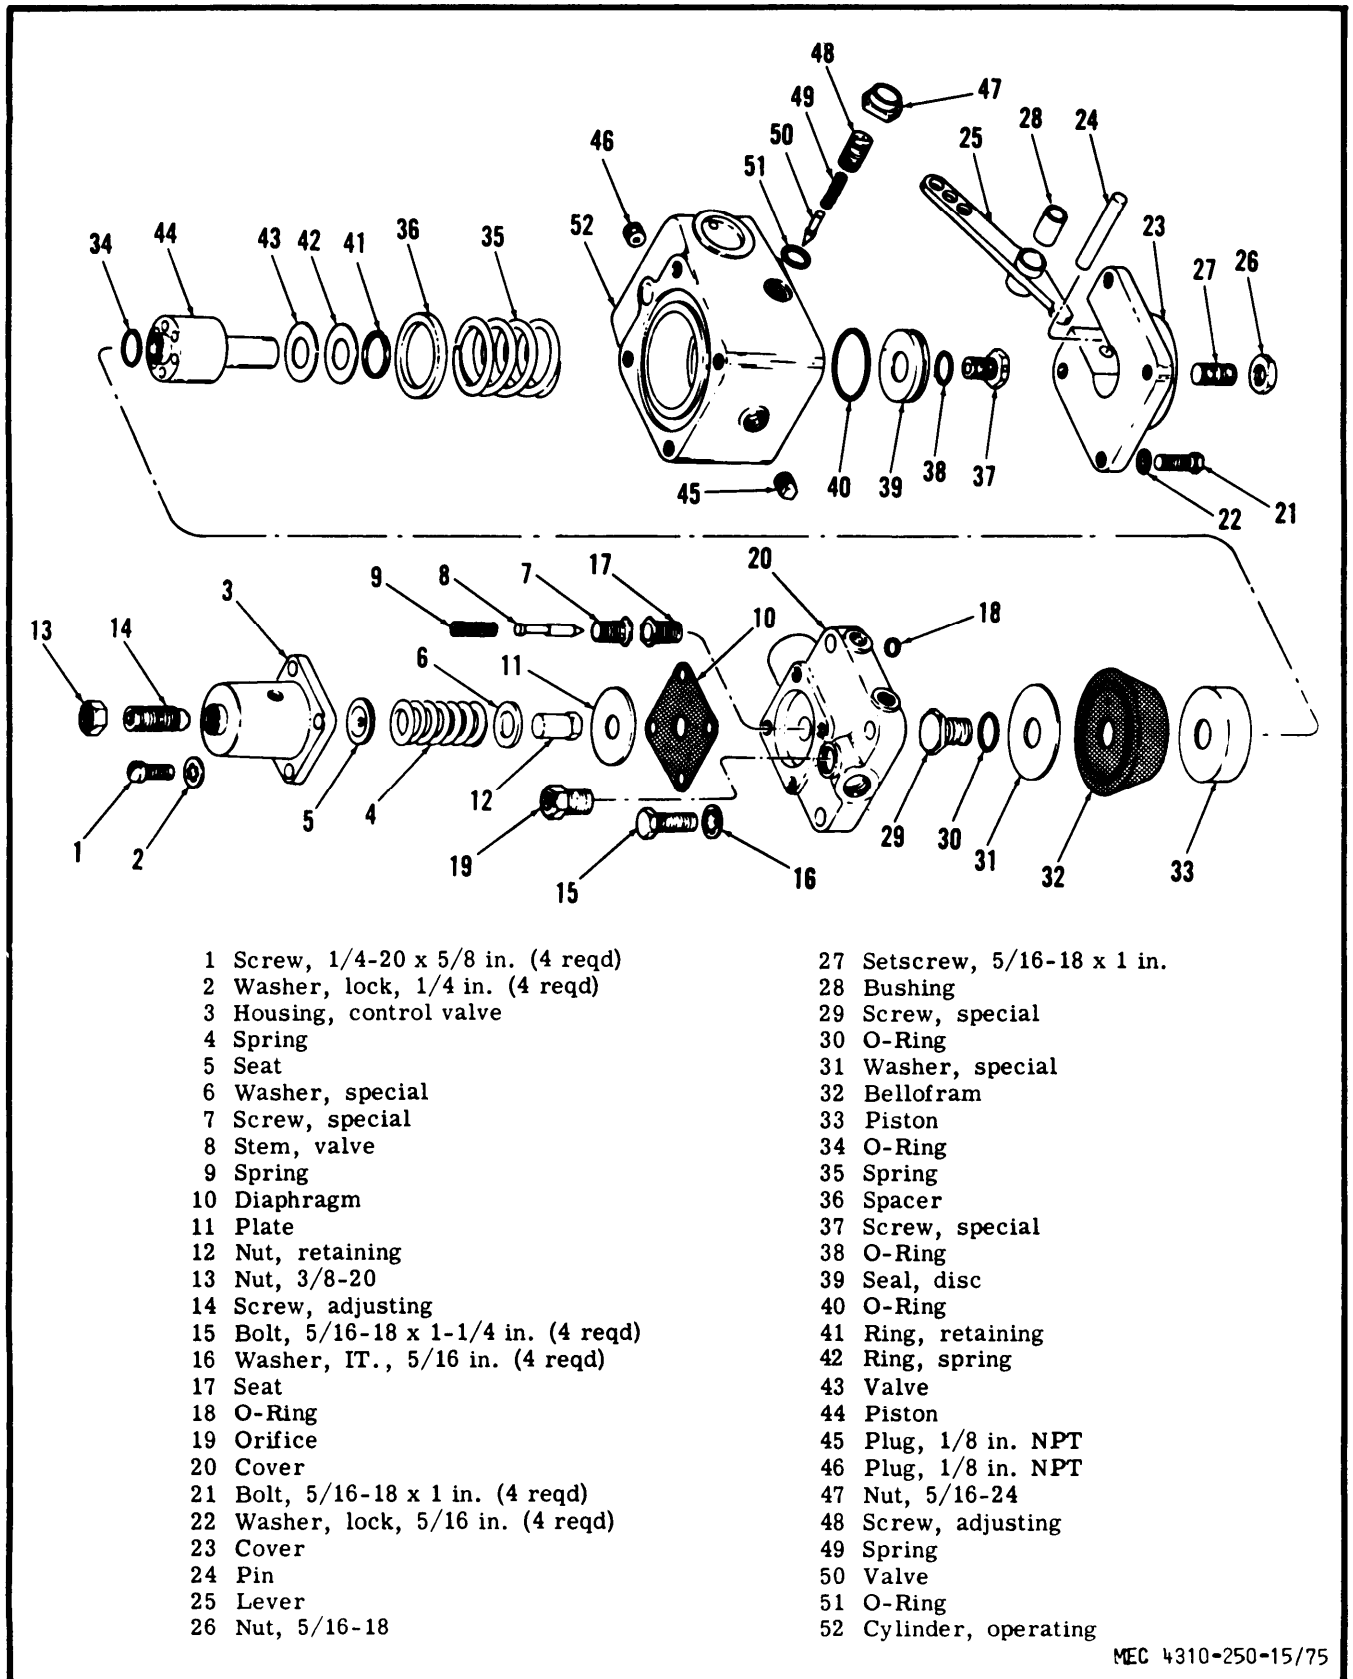 48
47
49
50
46
51
52
28
24
25
23
34
44
43
42
41
36
35
27
26
45
40
39
38
37
22
21
20
17
7
8
9
3
18
10
13
14
6
11
12
5
4
1
2
19
15
16
29
30
31
32
33
1 Screw, 1/4-20 x 5/8 in. (4 reqd)
2 Washer, lock, 1/4 in. (4 reqd)
3 Housing, control valve
4 Spring
5 Seat
6 Washer, special
7 Screw, special
8 Stem, valve
9 Spring
10 Diaphragm
11 Plate
12 Nut, retaining
13 Nut, 3/8-20
14 Screw, adjusting
15 Bolt, 5/16-18 x 1-1/4 in. (4 reqd)
16 Washer, IT., 5/16 in. (4 reqd)
17 Seat
18 O-Ring
19 Orifice
20 Cover
21 Bolt, 5/16-18 x 1 in. (4 reqd)
22 Washer, lock, 5/16 in. (4 reqd)
23 Cover
24 Pin
25 Lever
26 Nut, 5/16-18
27 Setscrew, 5/16-18 x 1 in.
28 Bushing
29 Screw, special
30 O-Ring
31 Washer, special
32 Bellofram
33 Piston
34 O-Ring
35 Spring
36 Spacer
37 Screw, special
38 O-Ring
39 Seal, disc
40 O-Ring
41 Ring, retaining
42 Ring, spring
43 Valve
44 Piston
45 Plug, 1/8 in. NPT
46 Plug, 1/8 in. NPT
47 Nut, 5/16-24
48 Screw, adjusting
49 Spring
50 Valve
51 O-Ring
52 Cylinder, operating
MEC 4310-250-15/75